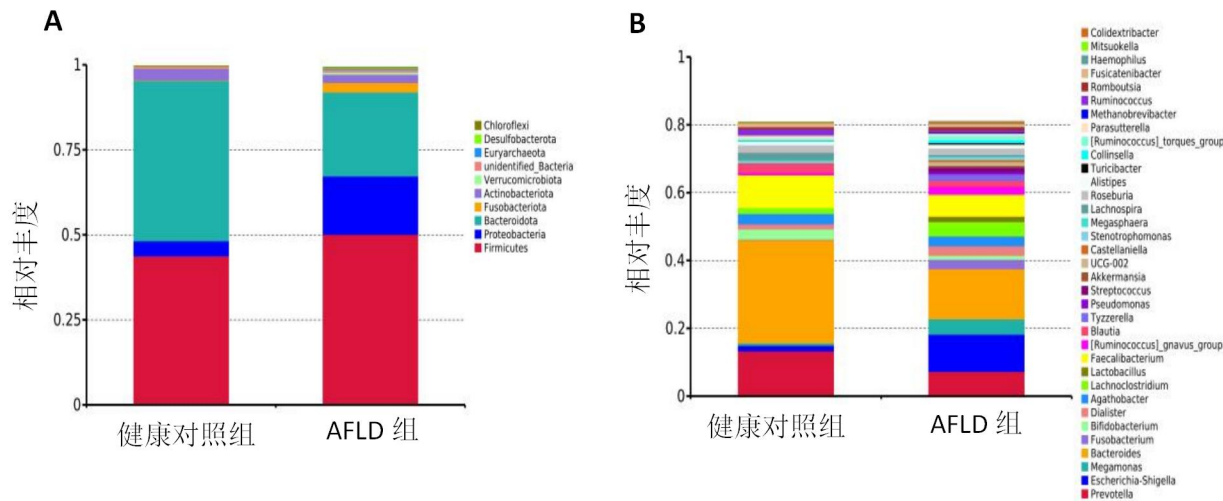 A
相对丰度
1
0.75
0.5
0.25
0
健康对照组
AFLD 组
Chloroflexi
Desulfobacterota
Euryarchaeota
unidentified_Bacteria
Verrucomicrobiota
Actinobacteriota
Fusobacteriota
Bacteroidota
Proteobacteria
Firmicutes
B
相对丰度
1
0.8
0.6
0.4
0.2
0
健康对照组
AFLD 组
Colidextribacter
Mitsuokella
Haemophilus
Fusicatenibacter
Romboutsia
Ruminococcus
Methanobrevibacter
Parasutterella
[Ruminococcus]_torques_group
Collinsella
Turicibacter
Alistipes
Roseburia
Lachnospira
Megasphaera
Stenotrophomonas
Castellaniella
UCG-002
Akkermansia
Streptococcus
Pseudomonas
Tyzzerella
Blautia
[Ruminococcus]_gnavus_group
Faecalibacterium
Lactobacillus
Lachnoclostridium
Agathobacter
Dialister
Bifidobacterium
Fusobacterium
Bacteroides
Megamonas
Escherichia-Shigella
Prevotella